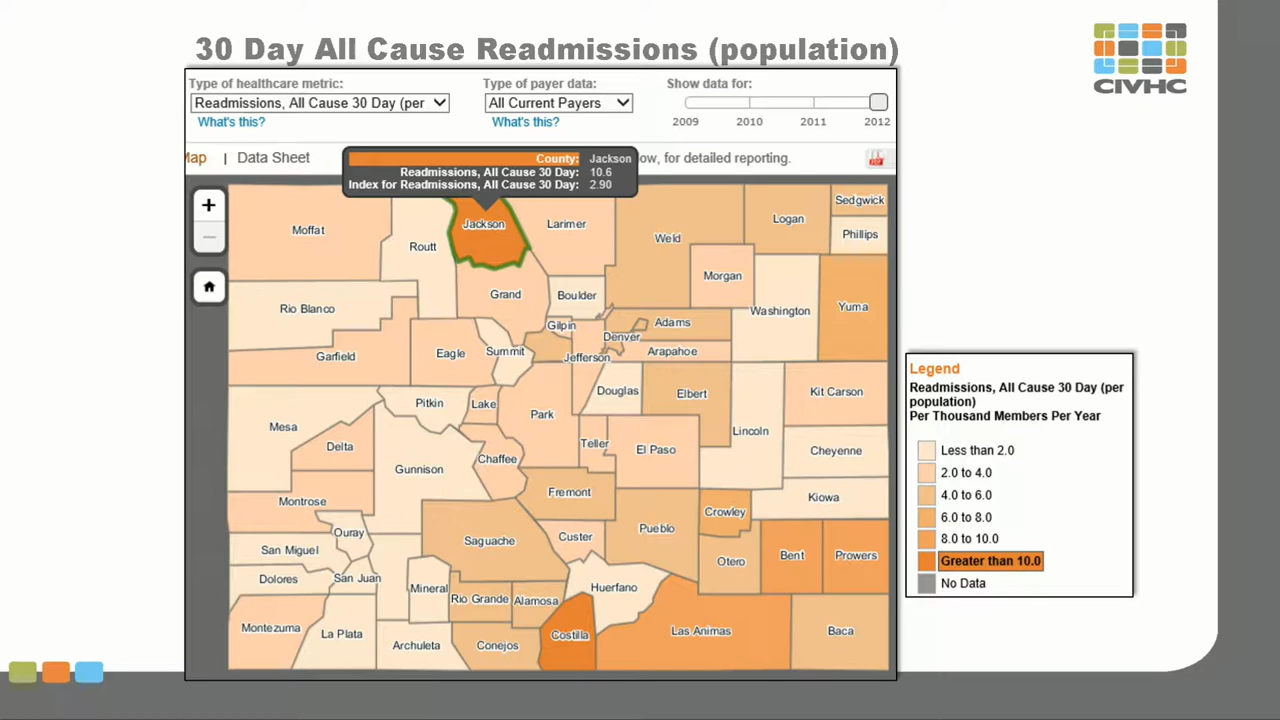 30 Day All Cause Readmissions (population)
CIVHC
Type of healthcare metric:
Type of payer data:
Show data for:
Readmissions, All Cause 30 Day (per
All Current Payers
What's this?
What's this?
2009
2010
2011
2012
Map | Data Sheet
ow, for detailed reporting.
County: Jackson
Readmissions, All Cause 30 Day: 10.6
Index for Readmissions, All Cause 30 Day: 2.90
+
−
Moffat
Routt
Jackson
Larimer
Weld
Logan
Sedgwick
Phillips
Morgan
Rio Blanco
Grand
Boulder
Washington
Yuma
Gilpin
Denver
Adams
Garfield
Eagle
Summit
Jefferson
Arapahoe
Pitkin
Lake
Park
Douglas
Elbert
Kit Carson
Mesa
Delta
Gunnison
Chaffee
Teller
El Paso
Lincoln
Cheyenne
Montrose
Fremont
Crowley
Kiowa
Ouray
Saguache
Custer
Pueblo
Otero
Bent
Prowers
San Miguel
Dolores
San Juan
Mineral
Rio Grande
Alamosa
Huerfano
Montezuma
La Plata
Archuleta
Conejos
Costilla
Las Animas
Baca
Legend
Readmissions, All Cause 30 Day (per
population)
Per Thousand Members Per Year
Less than 2.0
2.0 to 4.0
4.0 to 6.0
6.0 to 8.0
8.0 to 10.0
Greater than 10.0
No Data